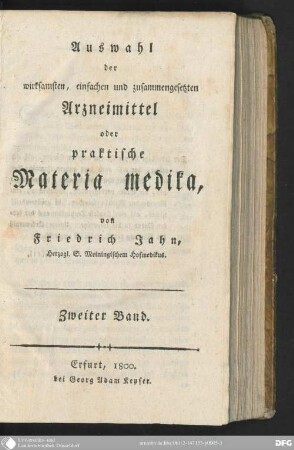 Auswahl
der
wirksamsten, einfachen und zusammengesetzten
Arzneimittel
oder
praktische
Materia medika,
von
Friedrich Jahn,
Herzogl. S. Meiningischem Hofmedikus.
Zweiter Band.
Erfurt, 1800.
bei Georg Adam Keyser.
DFG